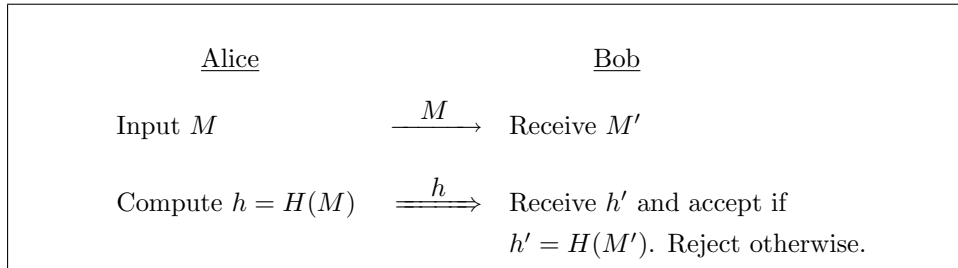 Alice Bob
Input M M Receive M′
Compute h = H(M) h Receive h′ and accept if
h′ = H(M′). Reject otherwise.